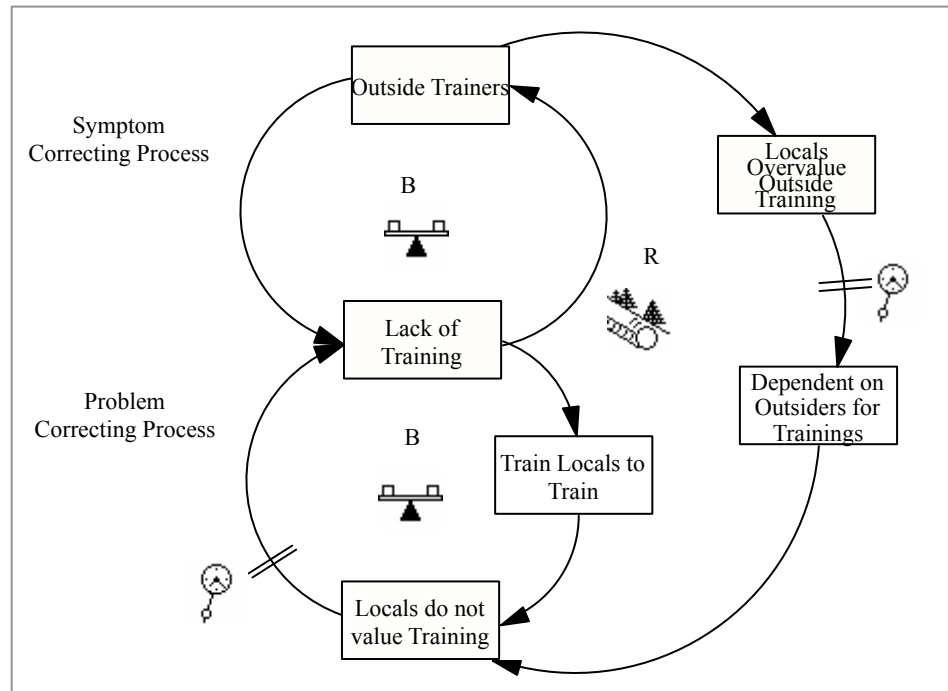 Outside Trainers
Symptom
Correcting Process
Locals
Overvalue
Outside
Training
B
R
Lack of
Training
Dependent on
Outsiders for
Trainings
Problem
Correcting Process
B
Train Locals to
Train
Locals do not
value Training